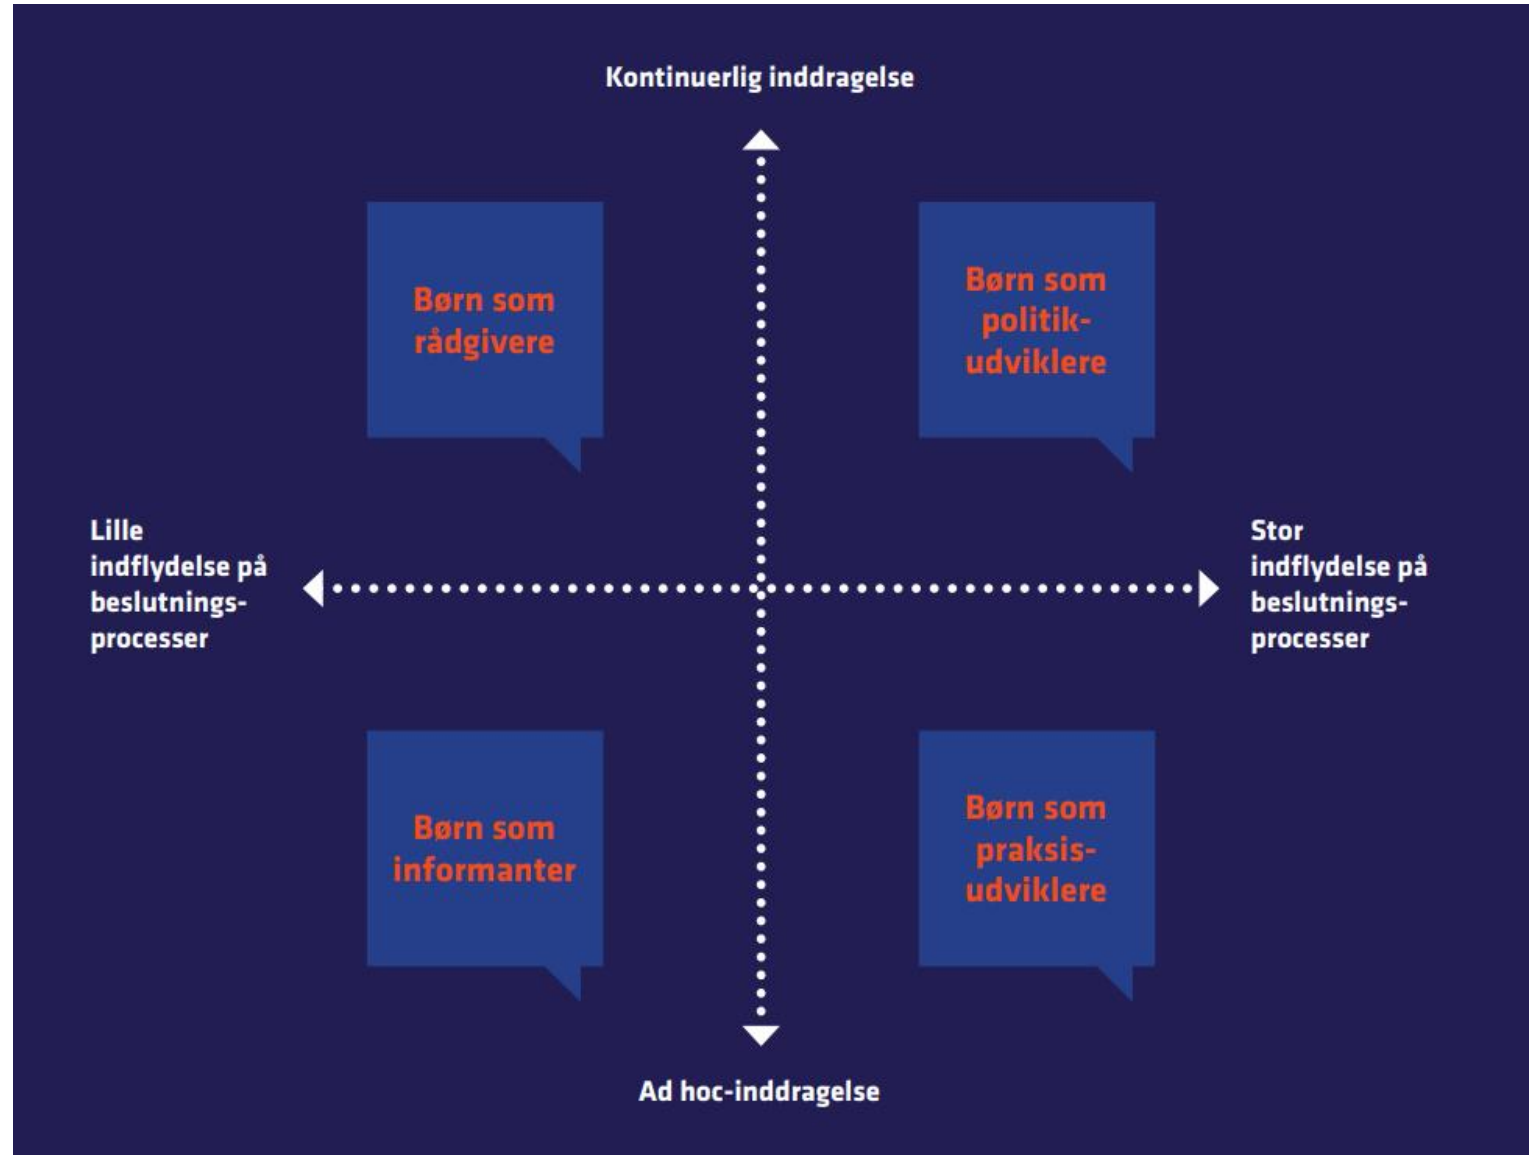 Kontinuerlig inddragelse
Børn som
rådgivere
Børn som
politik-
udviklere
Lille
indflydelse på
beslutnings-
processer
Stor
indflydelse på
beslutnings-
processer
Børn som
informanter
Børn som
praksis-
udviklere
Ad hoc-inddragelse